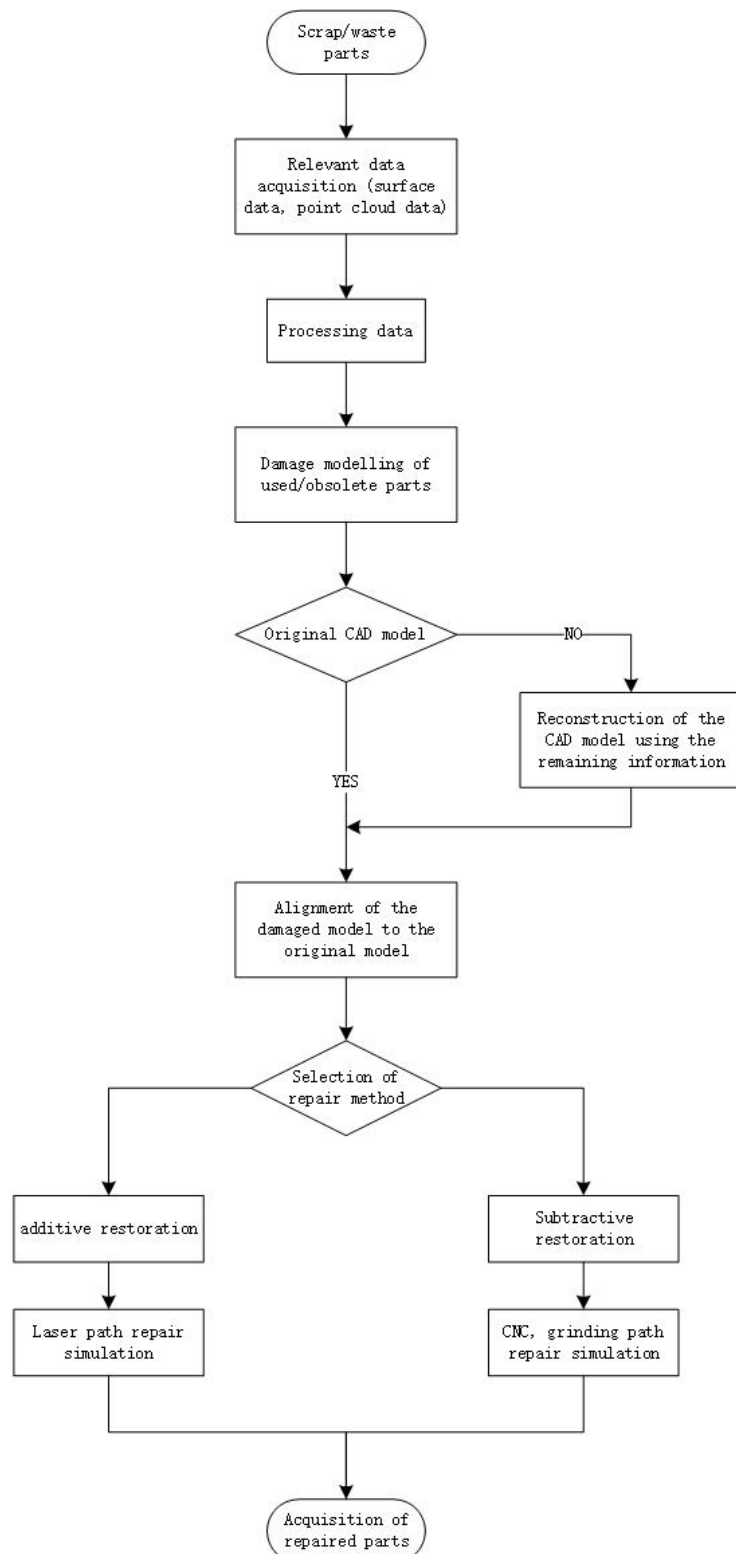 Scrap/waste
parts
Relevant data
acquisition (surface
data, point cloud data)
Processing data
Damage modelling of
used/obsolete parts
Original CAD model
NO
Reconstruction of the
CAD model using the
remaining information
YES
Alignment of the
damaged model to the
original model
Selection of
repair method
additive restoration
Subtractive
restoration
Laser path repair
simulation
CNC, grinding path
repair simulation
Acquisition of
repaired parts